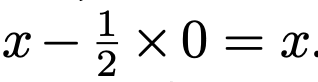 x − 1/2 × 0 = x.